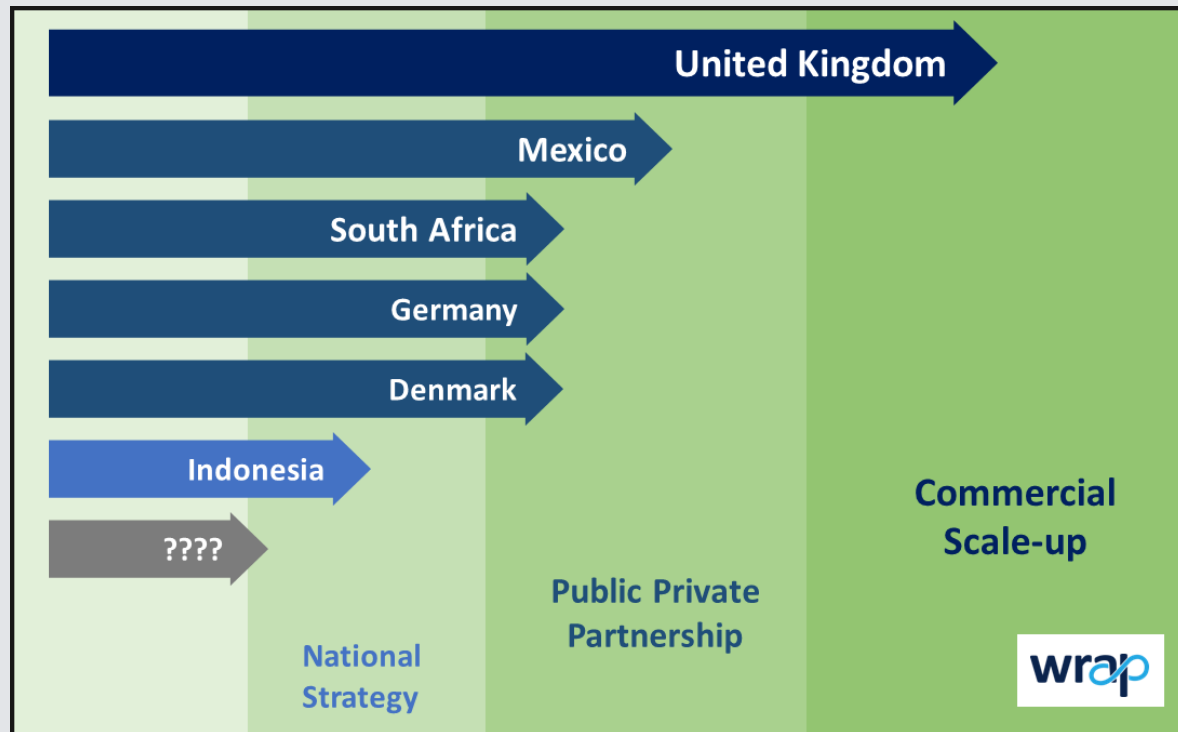 United Kingdom
Mexico
South Africa
Germany
Denmark
Indonesia
????
Commercial
Scale-up
Public Private
Partnership
National
Strategy
wrap